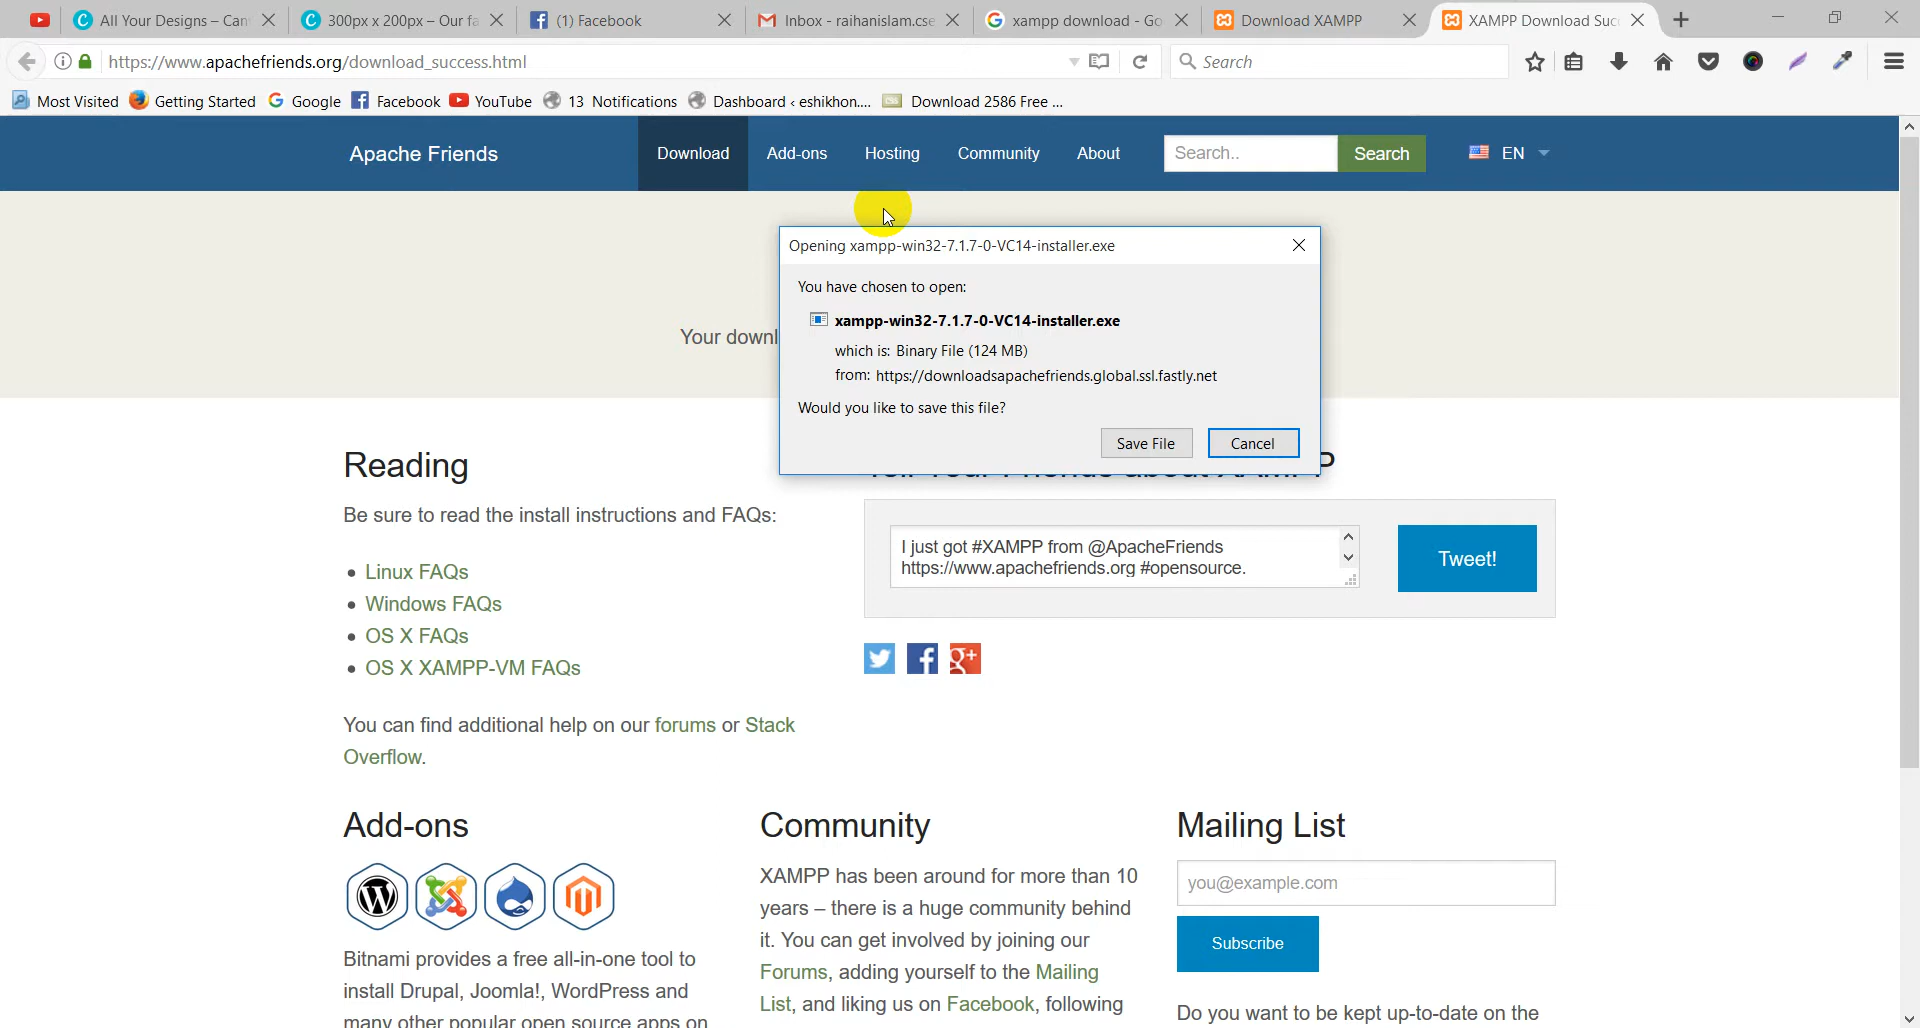 All Your Designs – Can
300px x 200px – Our fa
(1) Facebook
Inbox - raihanislam.cse
xampp download - Go
Download XAMPP
XAMPP Download Suc
https://www.apachefriends.org/download_success.html
Search
Most Visited
Getting Started
Google
Facebook
YouTube
13 Notifications
Dashboard ‹ eshikhon....
Download 2586 Free ...
Apache Friends
Download
Add-ons
Hosting
Community
About
Search..
Search
EN
Opening xampp-win32-7.1.7-0-VC14-installer.exe
You have chosen to open:
xampp-win32-7.1.7-0-VC14-installer.exe
which is: Binary File (124 MB)
from: https://downloadsapachefriends.global.ssl.fastly.net
Would you like to save this file?
Save File
Cancel
Your downl
Reading
Be sure to read the install instructions and FAQs:
Linux FAQs
Windows FAQs
OS X FAQs
OS X XAMPP-VM FAQs
You can find additional help on our forums or Stack
Overflow.
I just got #XAMPP from @ApacheFriends
https://www.apachefriends.org #opensource.
Tweet!
Add-ons
Bitnami provides a free all-in-one tool to
install Drupal, Joomla!, WordPress and
many other popular open source apps on
Community
XAMPP has been around for more than 10
years – there is a huge community behind
it. You can get involved by joining our
Forums, adding yourself to the Mailing
List, and liking us on Facebook, following
Mailing List
you@example.com
Subscribe
Do you want to be kept up-to-date on the